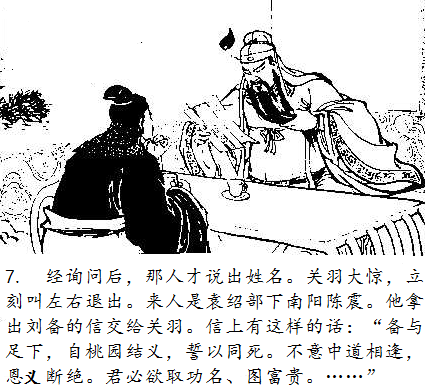 7. 经询问后，那人才说出姓名。关羽大惊，立
刻叫左右退出。来人是袁绍部下南阳陈震。他拿
出刘备的信交给关羽。信上有这样的话：“备与
足下，自桃园结义，誓以同死。不意中道相逢，
恩义断绝。君必欲取功名、图富贵。……”